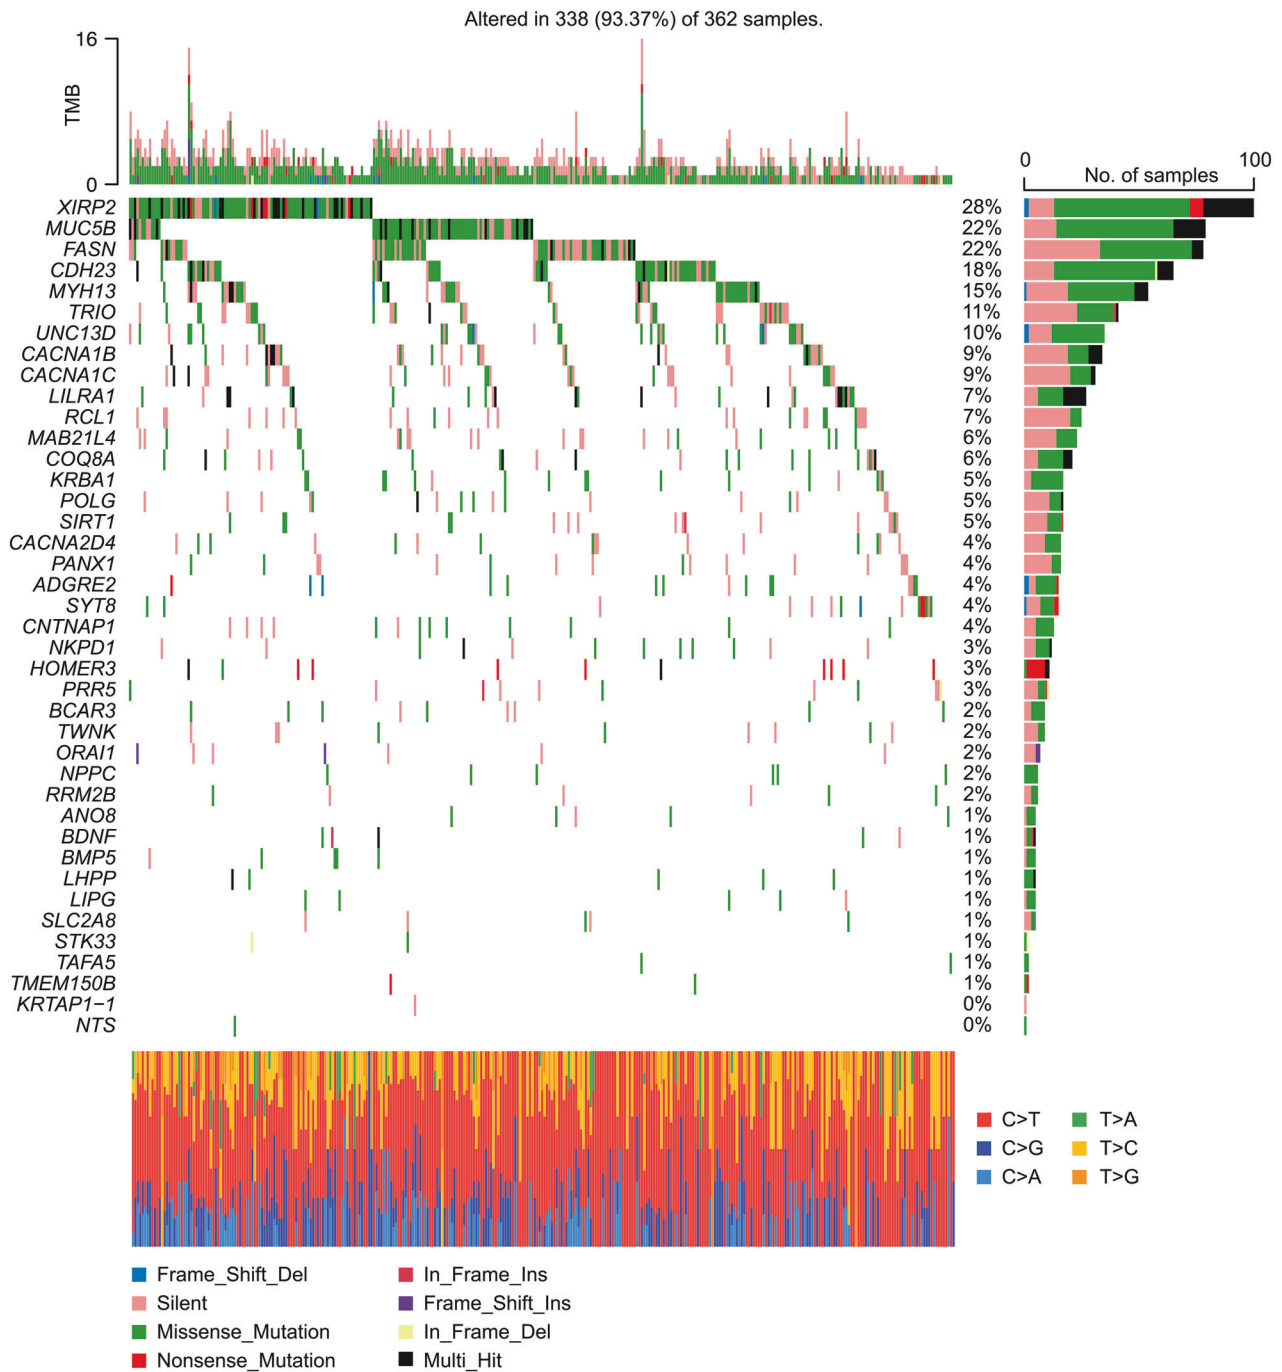 Altered in 338 (93.37%) of 362 samples.
16
TMB
0
0 100
No. of samples
XIRP2 28%
MUC5B 22%
FASN 22%
CDH23 18%
MYH13 15%
TRIO 11%
UNC13D 10%
CACNA1B 9%
CACNA1C 9%
LILRA1 7%
RCL1 7%
MAB21L4 6%
COQ8A 6%
KRBA1 5%
POLG 5%
SIRT1 5%
CACNA2D4 4%
PANX1 4%
ADGRE2 4%
SYT8 4%
CNTNAP1 4%
NKPD1 3%
HOMER3 3%
PRR5 3%
BCAR3 2%
TWNK 2%
ORAI1 2%
NPPC 2%
RRM2B 2%
ANO8 1%
BDNF 1%
BMP5 1%
LHPP 1%
LIPG 1%
SLC2A8 1%
STK33 1%
TAFA5 1%
TMEM150B 1%
KRTAP1−1 0%
NTS 0%
C>T T>A
C>G T>C
C>A T>G
Frame_Shift_Del In_Frame_Ins
Silent Frame_Shift_Ins
Missense_Mutation In_Frame_Del
Nonsense_Mutation Multi_Hit